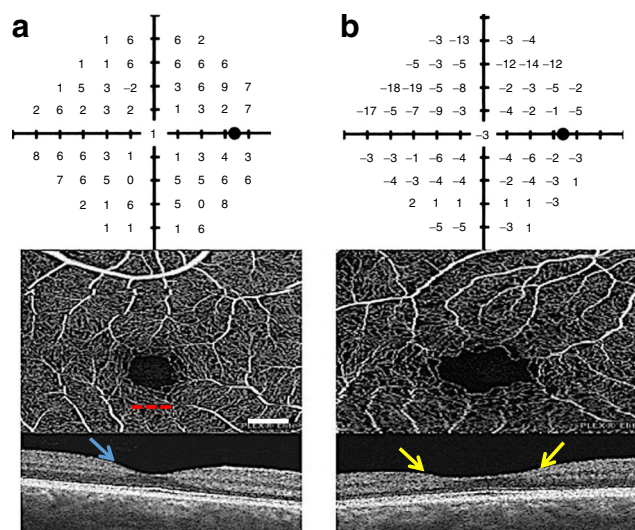 a
b
1 6 6 2
1 1 6 6 6 6
1 5 3 −2 3 6 9 7
2 6 2 3 2 1 3 2 7
1
8 6 6 3 1 1 3 4 3
7 6 5 0 5 5 6 6
2 1 6 5 0 8
1 1 1 6
−3 −13 −3 −4
−5 −3 −5 −12 −14 −12
−18 −19 −5 −8 −2 −3 −5 −2
−17 −5 −7 −9 −3 −4 −2 −1 −5
−3
−3 −3 −1 −6 −4 −4 −6 −2 −3
−4 −3 −4 −4 −2 −4 −3 1
2 1 1 1 1 −3
−5 −5 −3 1